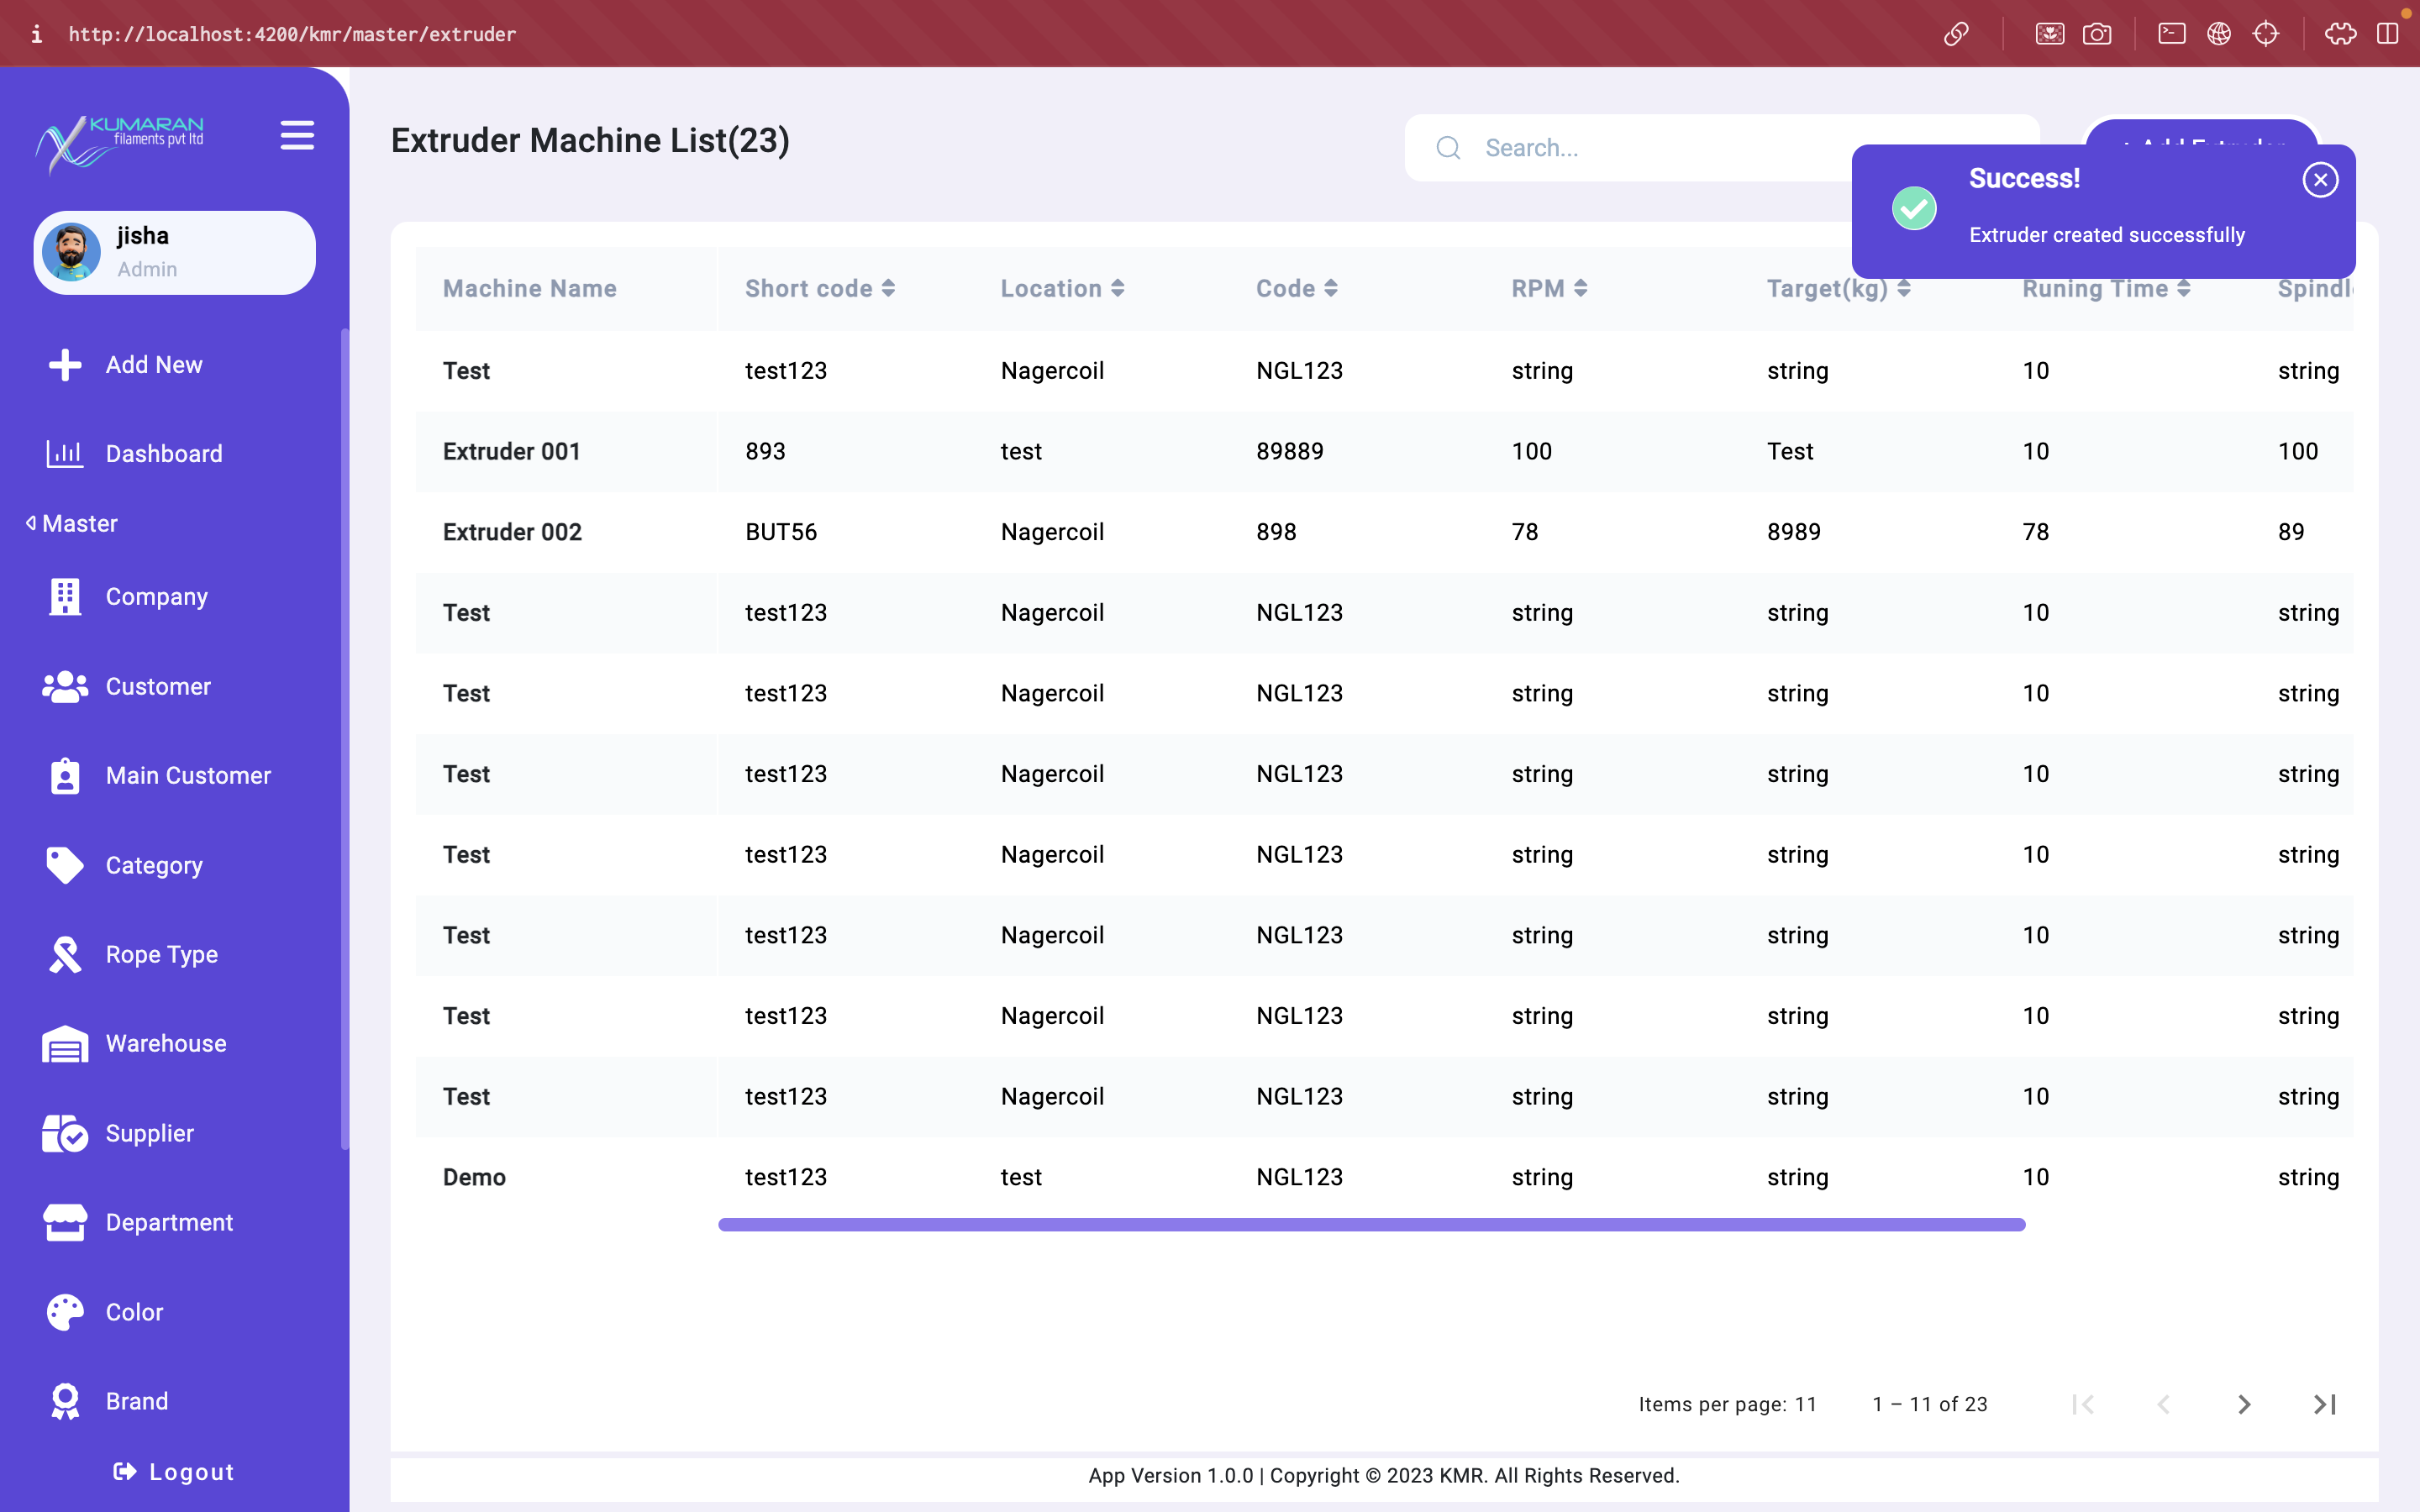 http://localhost:4200/kmr/master/extruder
KUMARAN
filaments pvt ltd
jisha
Admin
Add New
Dashboard
Master
Company
Customer
Main Customer
Category
Rope Type
Warehouse
Supplier
Department
Color
Brand
Logout
Extruder Machine List(23)
Search...
Success!
Extruder created successfully
Machine Name Short code Location Code RPM Target(kg) Runing Time
Test test123 Nagercoil NGL123 string string 10 string
Extruder 001 893 test 89889 100 Test 10 100
Extruder 002 BUT56 Nagercoil 898 78 8989 78 89
Test test123 Nagercoil NGL123 string string 10 string
Test test123 Nagercoil NGL123 string string 10 string
Test test123 Nagercoil NGL123 string string 10 string
Test test123 Nagercoil NGL123 string string 10 string
Test test123 Nagercoil NGL123 string string 10 string
Test test123 Nagercoil NGL123 string string 10 string
Test test123 Nagercoil NGL123 string string 10 string
Demo test123 test NGL123 string string 10 string
Items per page: 11 1 – 11 of 23
App Version 1.0.0 | Copyright © 2023 KMR. All Rights Reserved.